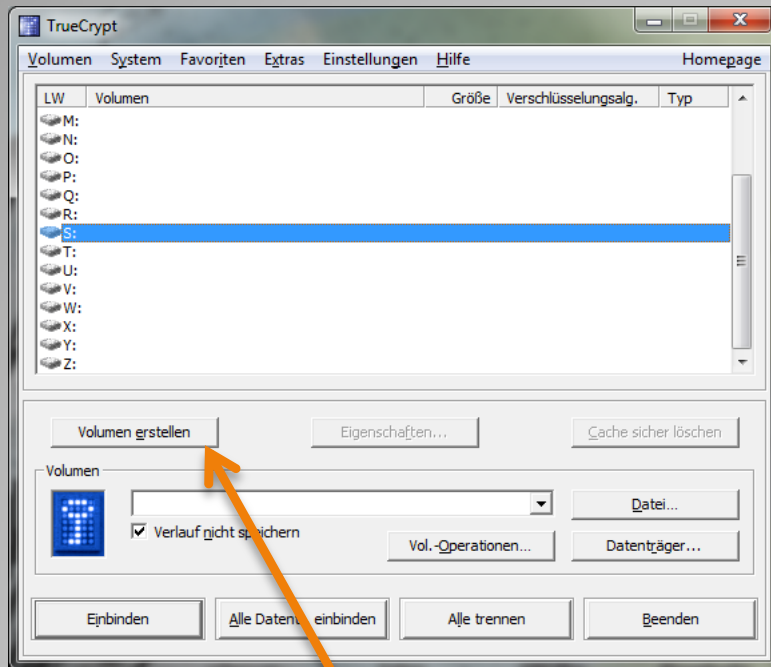 TrueCrypt
Volumen System Favoriten Extras Einstellungen Hilfe Homepage
LW Volumen Größe Verschlüsselungsalg. Typ
M:
N:
O:
P:
Q:
R:
S:
T:
U:
V:
W:
X:
Y:
Z:
Volumen erstellen Eigenschaften... Cache sicher löschen
Volumen
Datei...
Verlauf nicht speichern
Vol.-Operationen... Datenträger...
Einbinden Alle Datent. einbinden Alle trennen Beenden